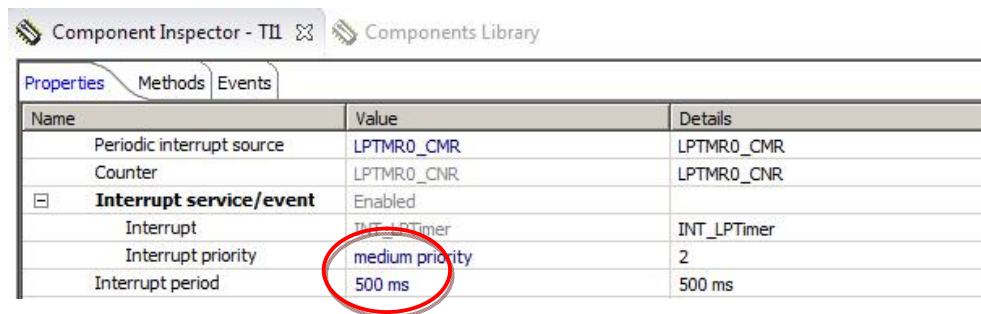 Component Inspector - TI1 Components Library
Properties Methods Events
Name Value Details
Periodic interrupt source LPTMR0_CMR LPTMR0_CMR
Counter LPTMR0_CNR LPTMR0_CNR
Interrupt service/event Enabled
Interrupt INT_LPTimer INT_LPTimer
Interrupt priority medium priority 2
Interrupt period 500 ms 500 ms